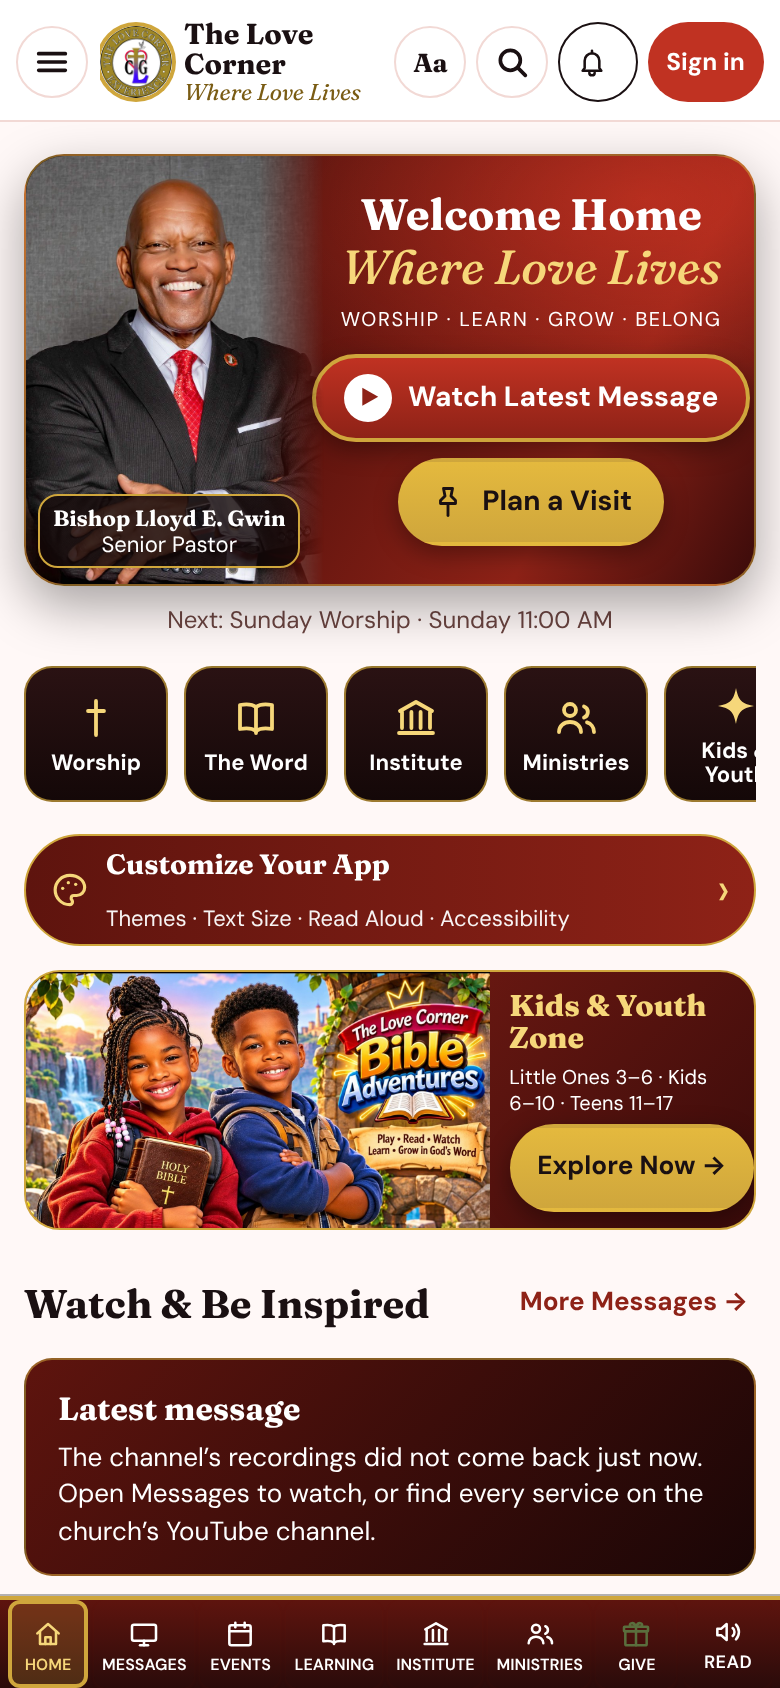 The Love
Corner
Where Love Lives
Aa
Sign in
Welcome Home
Where Love Lives
WORSHIP · LEARN · GROW · BELONG
Watch Latest Message
Plan a Visit
Bishop Lloyd E. Gwin
Senior Pastor
Next: Sunday Worship · Sunday 11:00 AM
Worship
The Word
Institute
Ministries
Kids
Customize Your App
Themes · Text Size · Read Aloud · Accessibility
The Love Corner
Bible
Adventures
Play • Read • Watch
Learn • Grow in God's Word
HOLY
BIBLE
Kids & Youth
Zone
Little Ones 3–6 · Kids
6–10 · Teens 11–17
Explore Now →
Watch & Be Inspired
More Messages →
Latest message
The channel’s recordings did not come back just now.
Open Messages to watch, or find every service on the
church’s YouTube channel.
HOME
MESSAGES
EVENTS
LEARNING
INSTITUTE
MINISTRIES
GIVE
READ